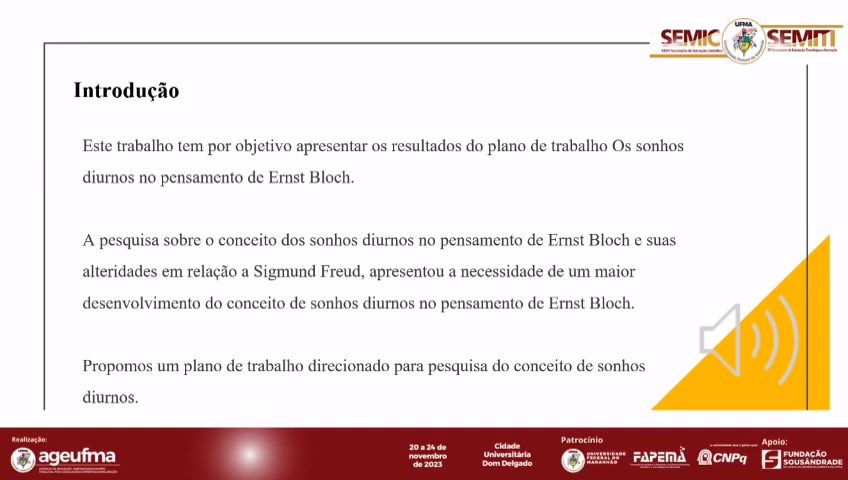 UFMA
SEMIC
SEMITI
Introdução
Este trabalho tem por objetivo apresentar os resultados do plano de trabalho Os sonhos
diurnos no pensamento de Ernst Bloch.
A pesquisa sobre o conceito dos sonhos diurnos no pensamento de Ernst Bloch e suas
alteridades em relação a Sigmund Freud, apresentou a necessidade de um maior
desenvolvimento do conceito de sonhos diurnos no pensamento de Ernst Bloch.
Propomos um plano de trabalho direcionado para pesquisa do conceito de sonhos
diurnos.
Realização:
ageufma
20 a 24 de
novembro
de 2023
Cidade
Universitária
Dom Delgado
Patrocínio
UNIVERSIDADE
FEDERAL DO
MARANHÃO
FAPEMA
CNPq
Apoio:
FUNDAÇÃO
SOUSÂNDRADE